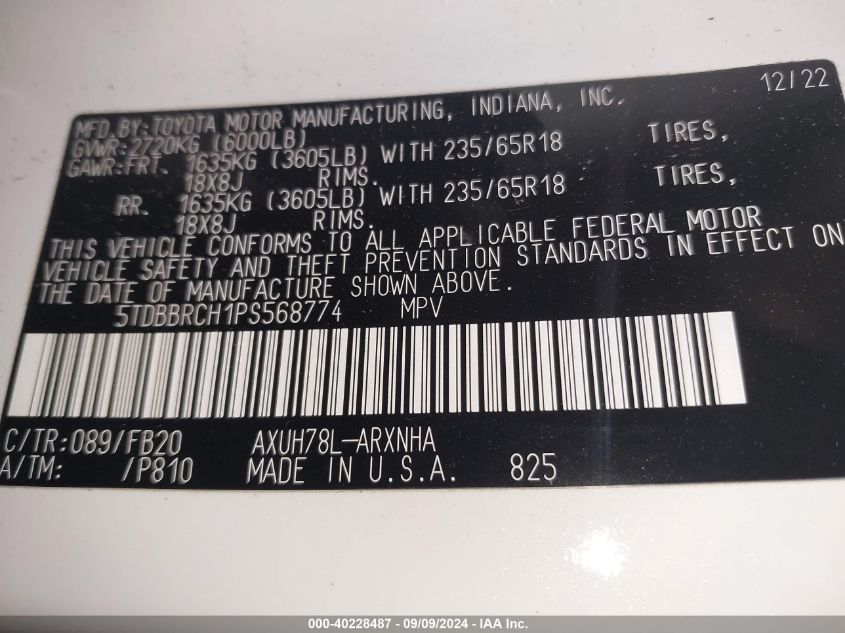 12/22
MFD.BY:TOYOTA MOTOR MANUFACTURING, INDIANA, INC.
GVWR:2720KG (6000LB)
GAWR:FRT. 1635KG (3605LB) WITH 235/65R18 TIRES,
18X8J RIMS.
RR. 1635KG (3605LB) WITH 235/65R18 TIRES,
18X8J RIMS.
THIS VEHICLE CONFORMS TO ALL APPLICABLE FEDERAL MOTOR
VEHICLE SAFETY AND THEFT PREVENTION STANDARDS IN EFFECT ON
THE DATE OF MANUFACTURE SHOWN ABOVE.
5TDBBRCH1PS568774 MPV
C/TR:089/FB20 AXUH78L-ARXNHA
A/TM: /P810 MADE IN U.S.A. 825
000-40228487 - 09/09/2024 - IAA Inc.